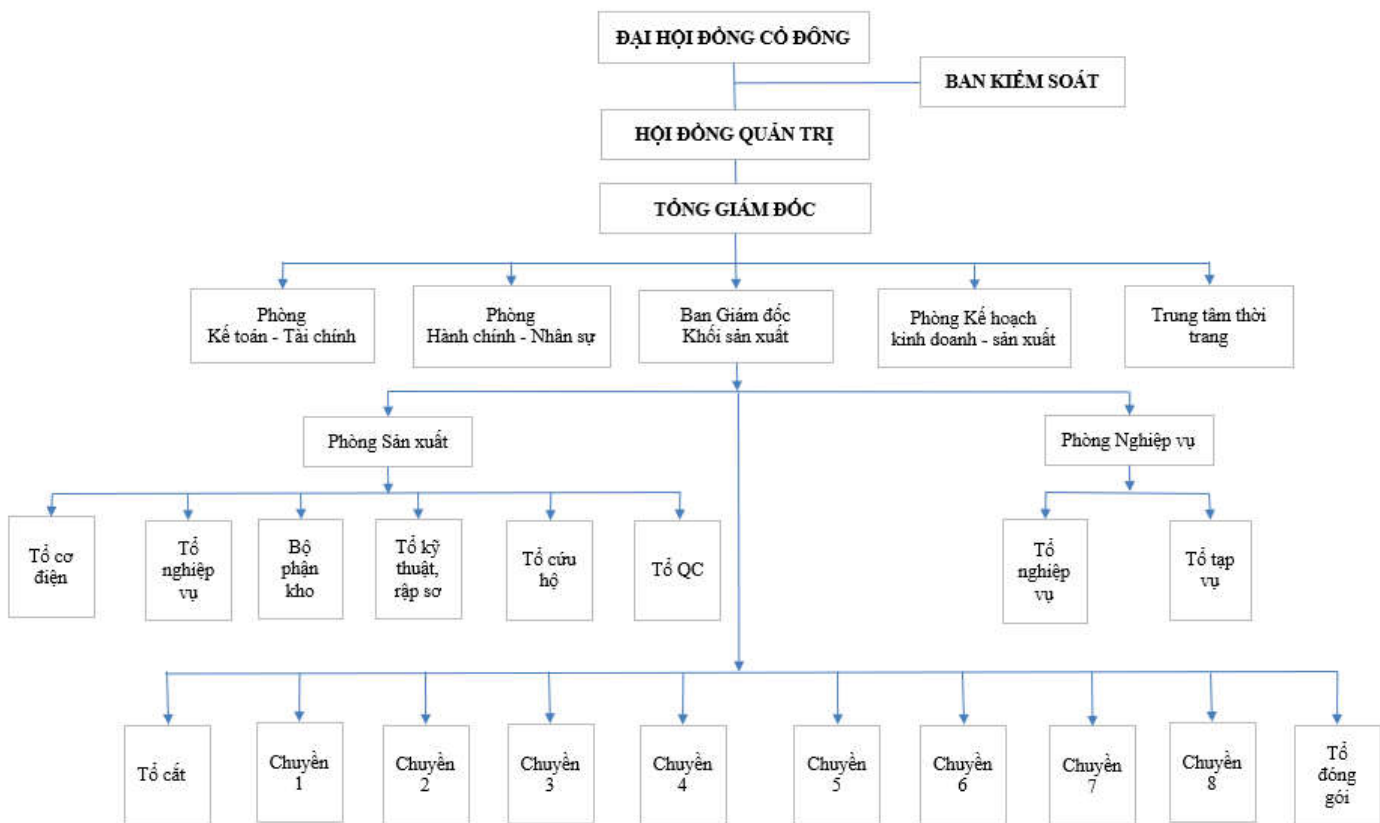 ĐẠI HỘI ĐỒNG CỔ ĐÔNG
BAN KIỂM SOÁT
HỘI ĐỒNG QUẢN TRỊ
TỔNG GIÁM ĐỐC
Phòng
Kế toán - Tài chính
Phòng
Hành chính - Nhân sự
Ban Giám đốc
Khối sản xuất
Phòng Kế hoạch
kinh doanh - sản xuất
Trung tâm thời
trang
Phòng Sản xuất
Phòng Nghiệp vụ
Tổ cơ
điện
Tổ
nghiệp
vụ
Bộ
phận
kho
Tổ kỹ
thuật,
rập sơ
Tổ cứu
hộ
Tổ QC
Tổ
nghiệp
vụ
Tổ tạp
vụ
Tổ cắt
Chuyền
1
Chuyền
2
Chuyền
3
Chuyền
4
Chuyền
5
Chuyền
6
Chuyền
7
Chuyền
8
Tổ
đóng
gói